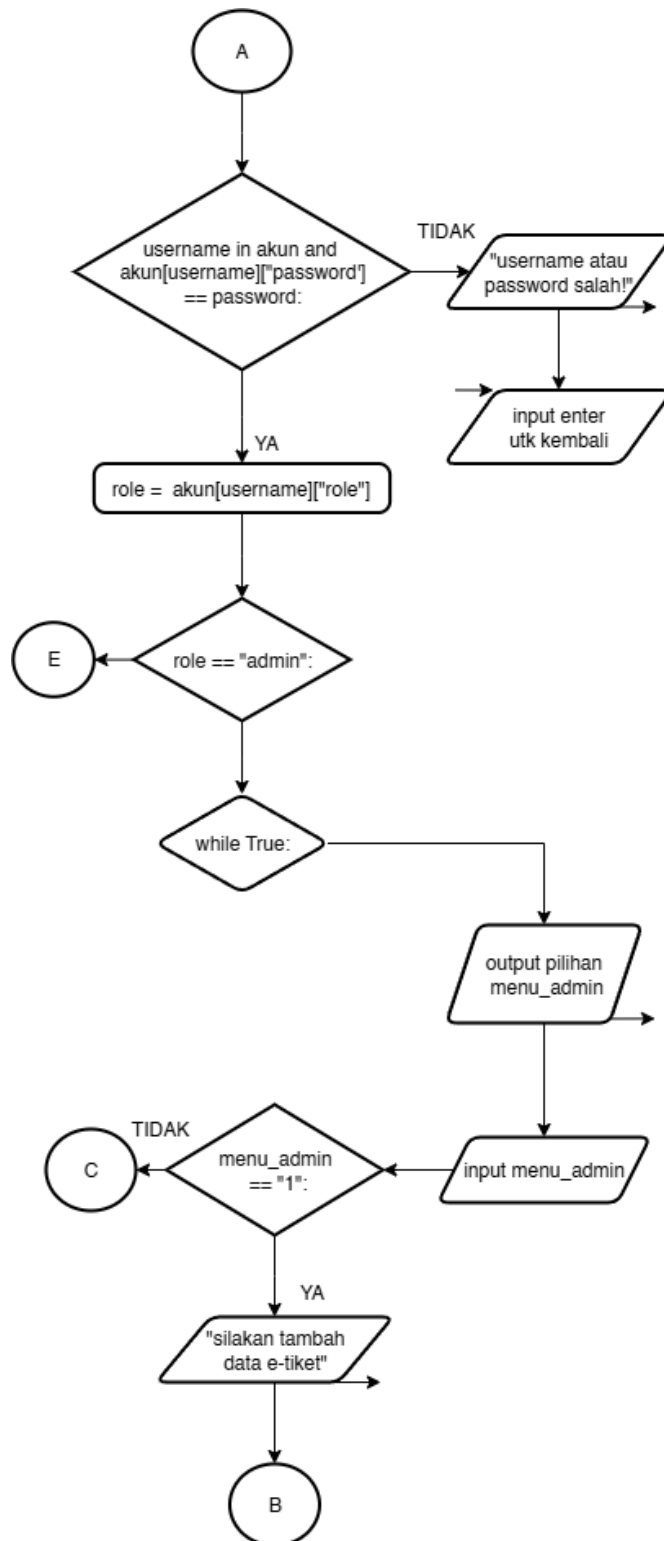 A
username in akun and
akun[username]["password']
== password:
TIDAK
"username atau
password salah!"
input enter
utk kembali
YA
role = akun[username]["role"]
E
role == "admin":
while True:
output pilihan
menu_admin
input menu_admin
menu_admin
== "1":
TIDAK
C
YA
"silakan tambah
data e-tiket"
B